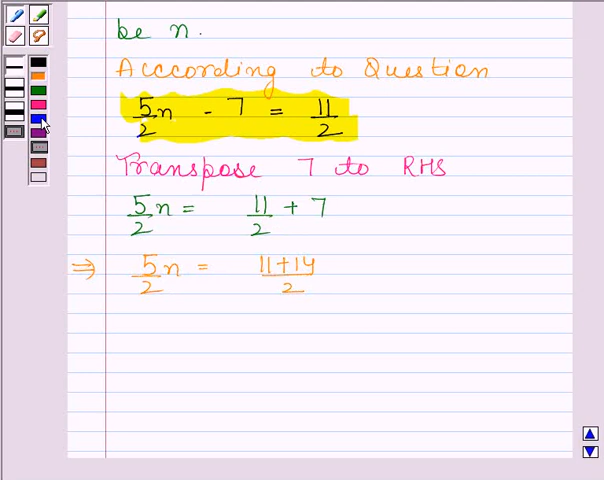 be n.
According to Question
5/2 n - 7 = 11/2
Transpose 7 to RHS
5/2 n = 11/2 + 7
⇒ 5/2 n = 11+14/2